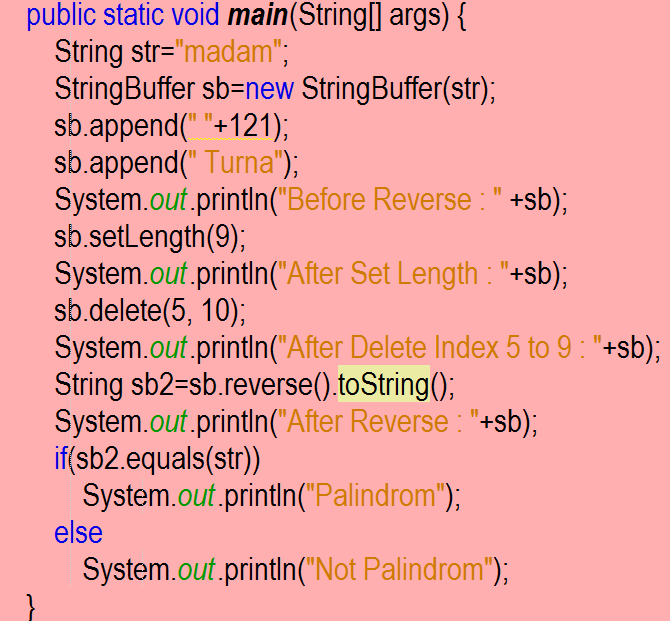 public static void main(String[] args) {
String str="madam";
StringBuffer sb=new StringBuffer(str);
sb.append(" "+121);
sb.append(" Turna");
System.out.println("Before Reverse : " +sb);
sb.setLength(9);
System.out.println("After Set Length : "+sb);
sb.delete(5, 10);
System.out.println("After Delete Index 5 to 9 : "+sb);
String sb2=sb.reverse().toString();
System.out.println("After Reverse : "+sb);
if(sb2.equals(str))
System.out.println("Palindrom");
else
System.out.println("Not Palindrom");
}